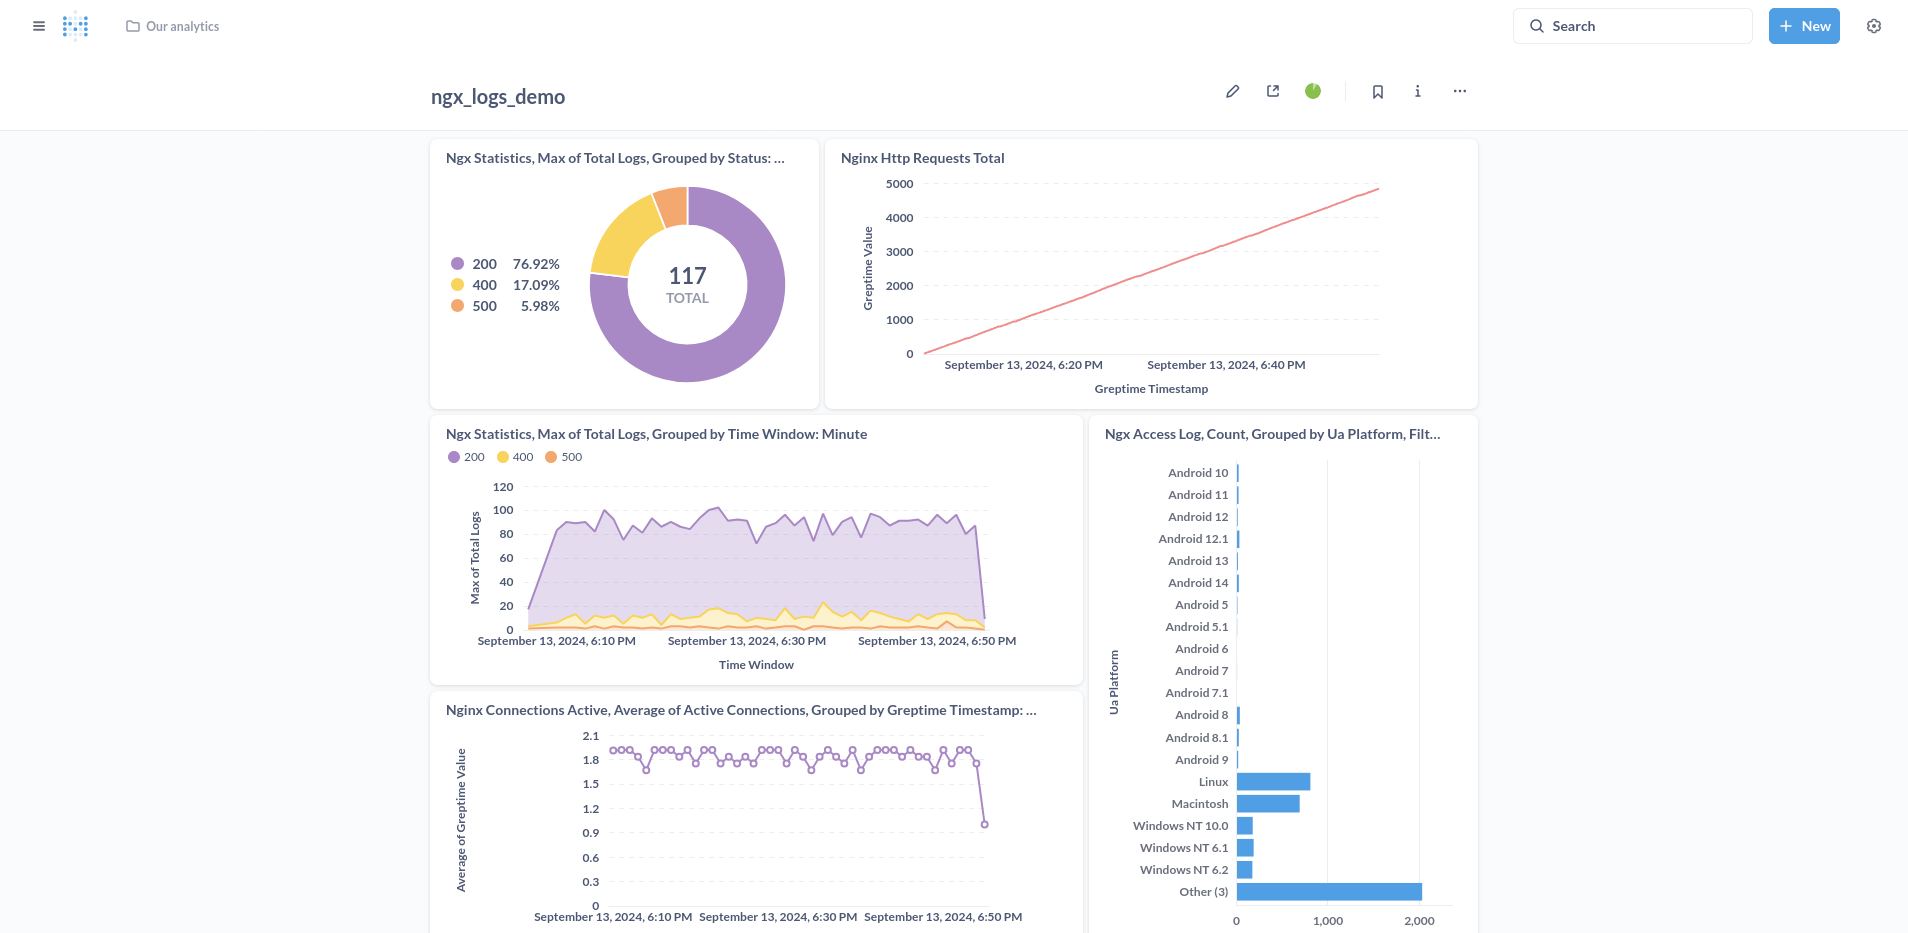 Our analytics
Search
New
ngx_logs_demo
Ngx Statistics, Max of Total Logs, Grouped by Status: ...
200 76.92%
400 17.09%
500 5.98%
117
TOTAL
Nginx Http Requests Total
Greptime Value
5000
4000
3000
2000
1000
0
September 13, 2024, 6:20 PM September 13, 2024, 6:40 PM
Greptime Timestamp
Ngx Statistics, Max of Total Logs, Grouped by Time Window: Minute
200 400 500
Max of Total Logs
120
100
80
60
40
20
0
September 13, 2024, 6:10 PM September 13, 2024, 6:30 PM September 13, 2024, 6:50 PM
Time Window
Ngx Access Log, Count, Grouped by Ua Platform, Filt...
Ua Platform
Android 10
Android 11
Android 12
Android 12.1
Android 13
Android 14
Android 5
Android 5.1
Android 6
Android 7
Android 7.1
Android 8
Android 8.1
Android 9
Linux
Macintosh
Windows NT 10.0
Windows NT 6.1
Windows NT 6.2
Other (3)
0 1,000 2,000
Nginx Connections Active, Average of Active Connections, Grouped by Greptime Timestamp: ...
Average of Greptime Value
2.1
1.8
1.5
1.2
0.9
0.6
0.3
0
September 13, 2024, 6:10 PM September 13, 2024, 6:30 PM September 13, 2024, 6:50 PM